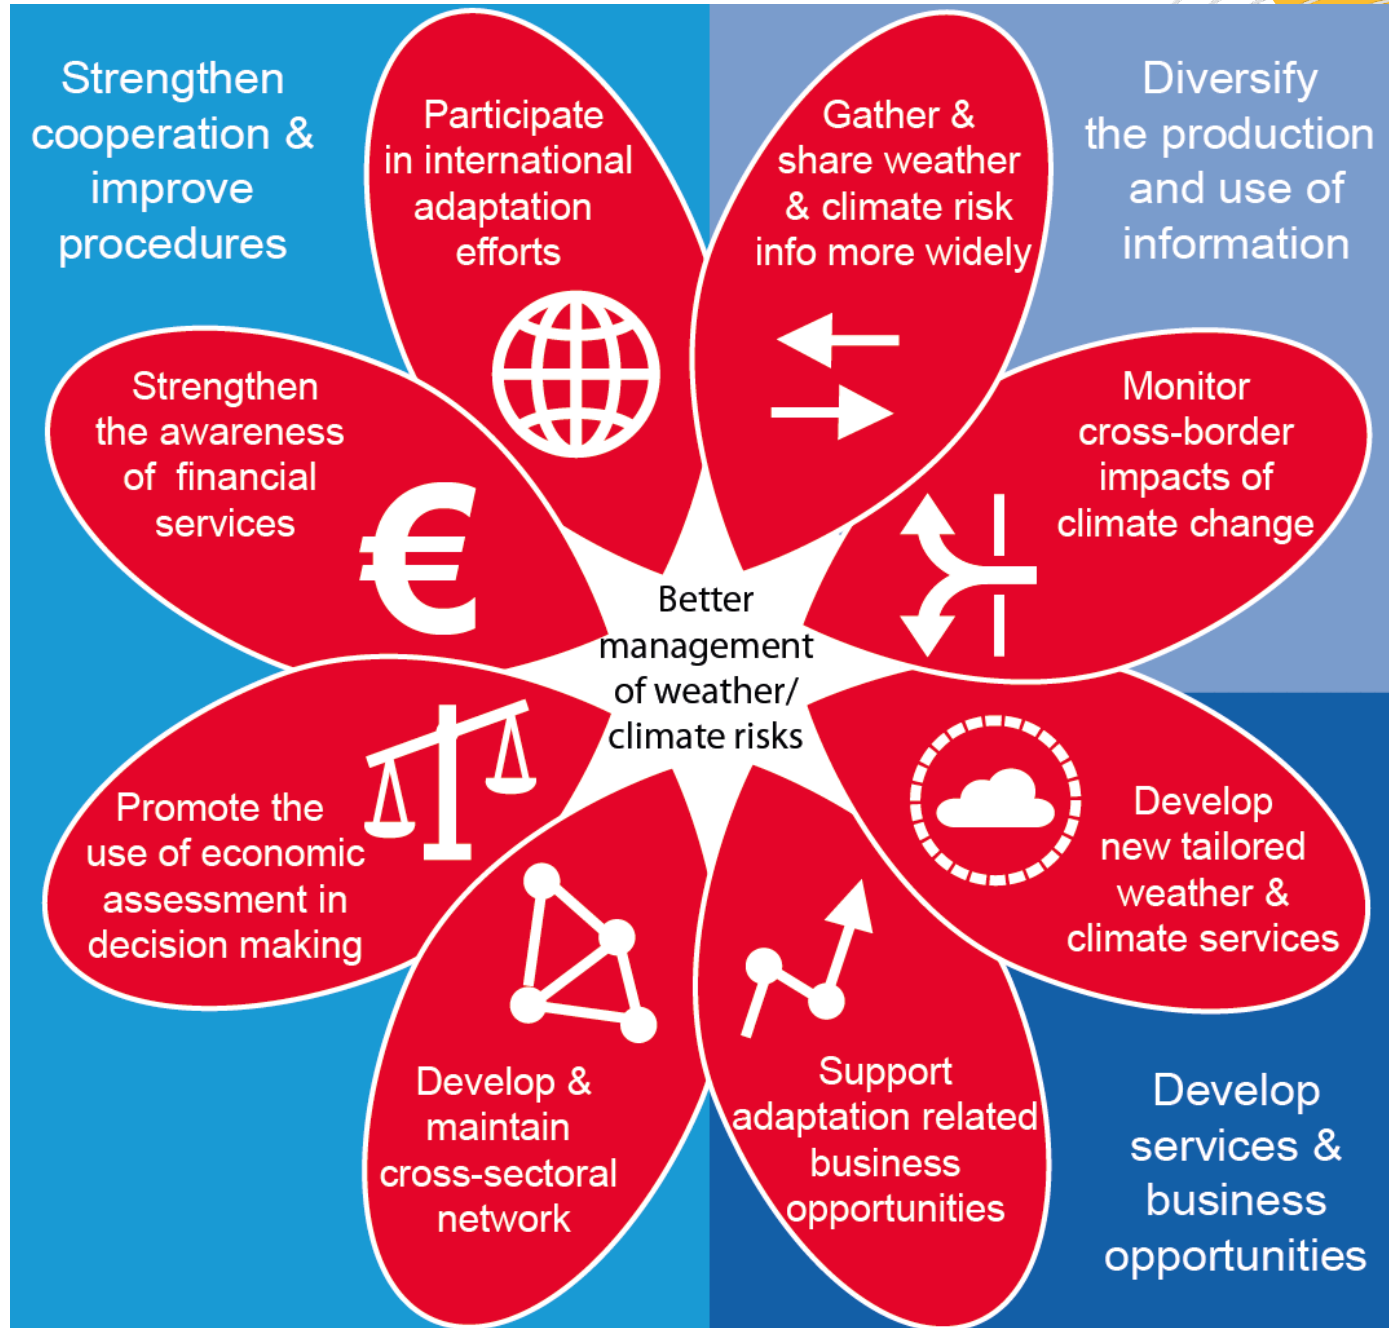 Strengthen
cooperation &
improve
procedures
Participate
in international
adaptation
efforts
Gather &
share weather
& climate risk
info more widely
Diversify
the production
and use of
information
Strengthen
the awareness
of financial
services
€
Monitor
cross-border
impacts of
climate change
Better
management
of weather/
climate risks
Promote the
use of economic
assessment in
decision making
Develop
new tailored
weather &
climate services
Develop &
maintain
cross-sectoral
network
Support
adaptation related
business
opportunities
Develop
services &
business
opportunities